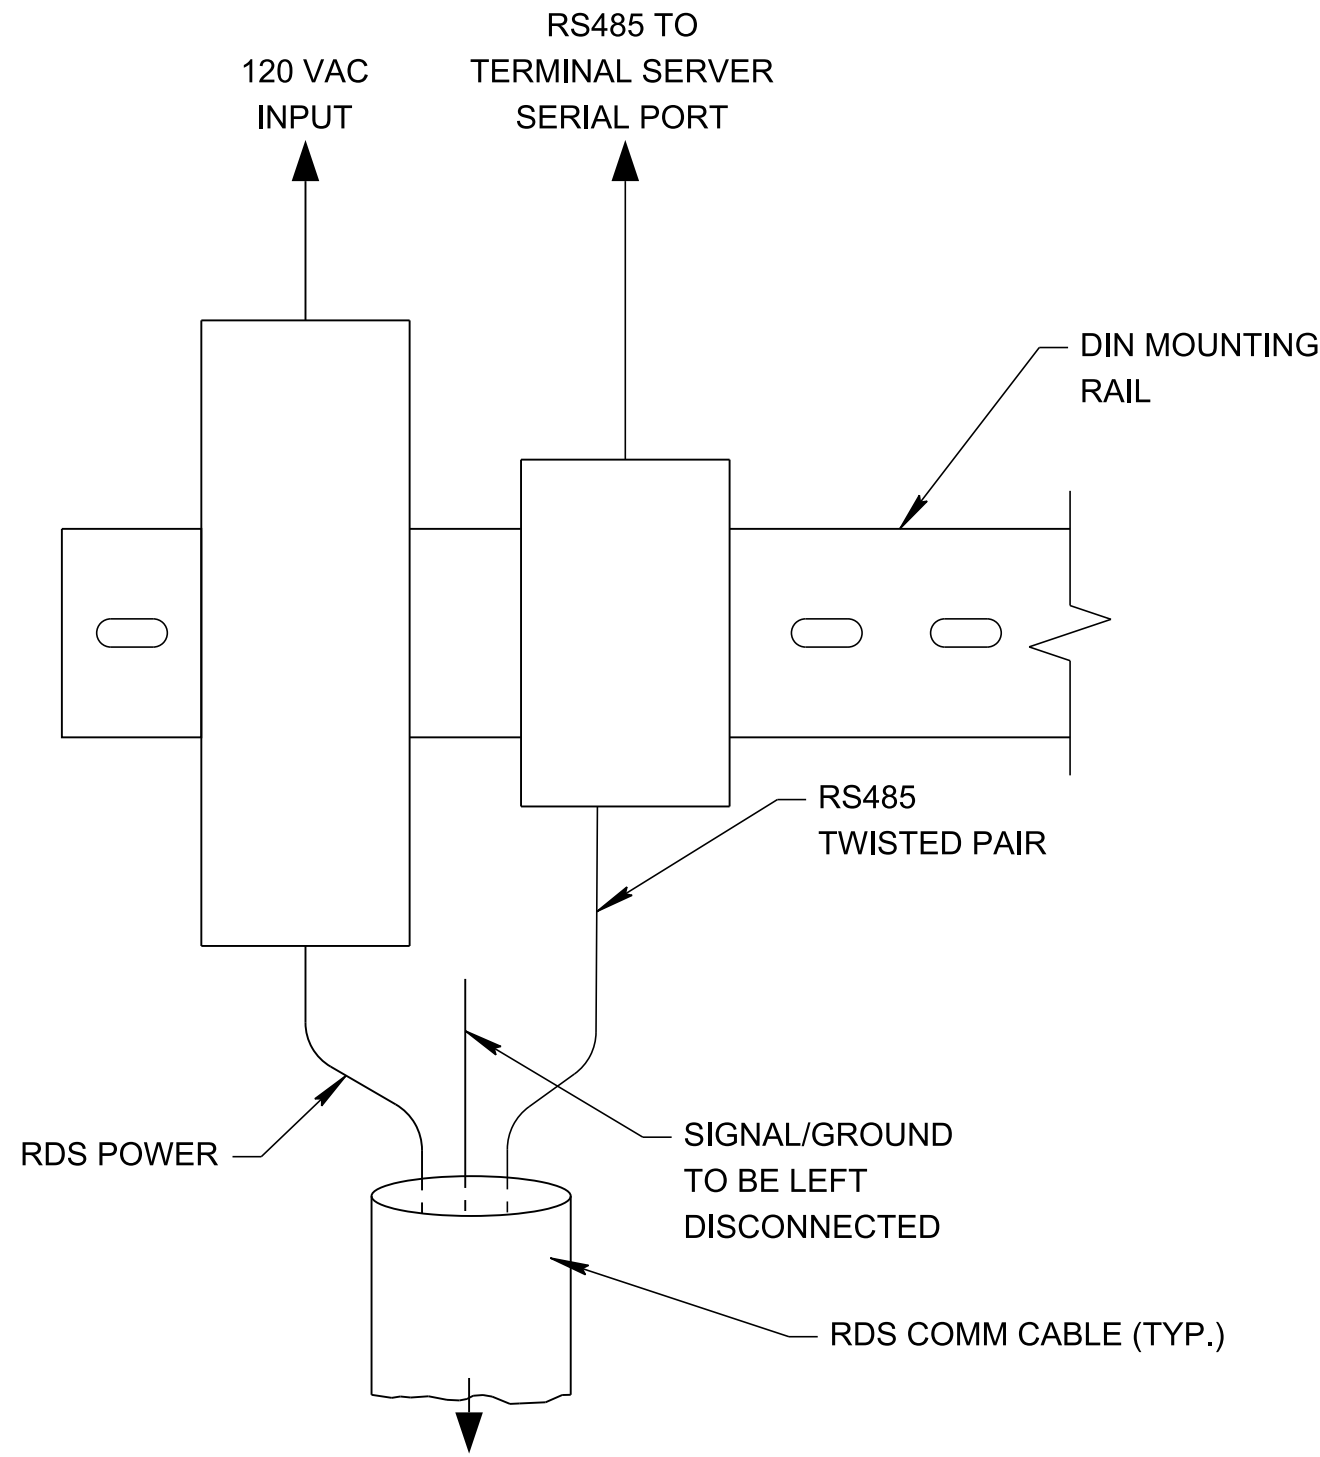 RS485 TO
TERMINAL SERVER
SERIAL PORT
120 VAC
INPUT
DIN MOUNTING
RAIL
RS485
TWISTED PAIR
RDS POWER
SIGNAL/GROUND
TO BE LEFT
DISCONNECTED
RDS COMM CABLE (TYP.)